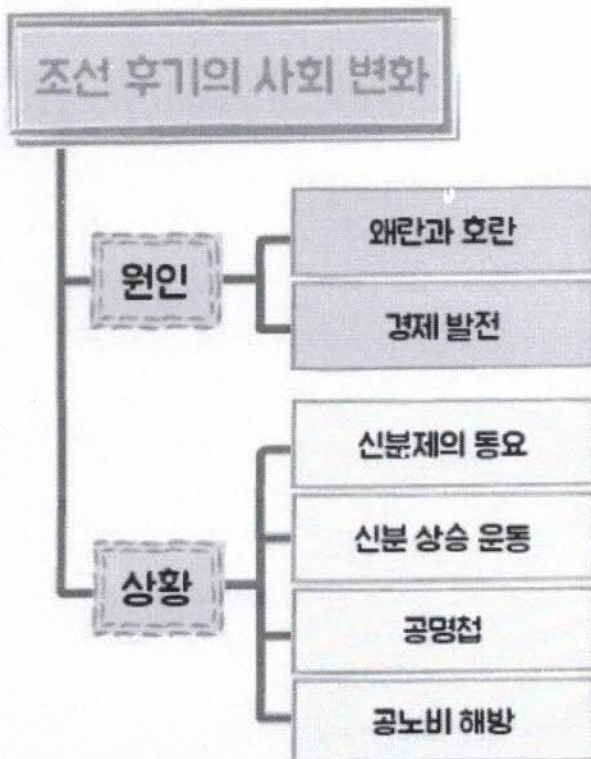 조선 후기의 사회 변화
원인
왜란과 호란
경제 발전
상황
신분제의 동요
신분 상승 운동
공명첩
공노비 해방